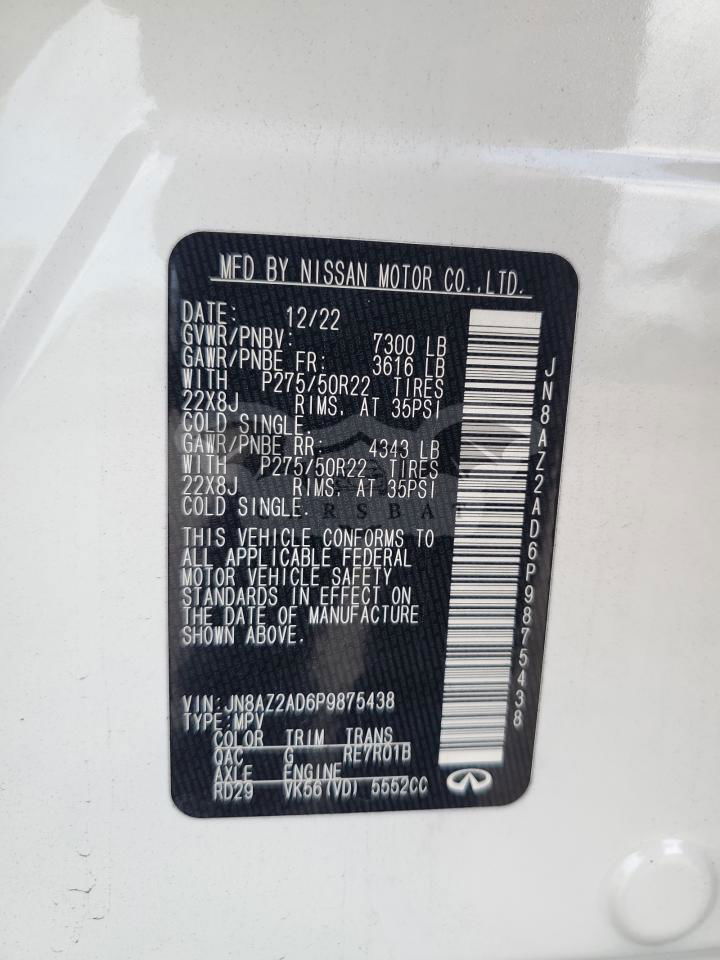 MFD BY NISSAN MOTOR CO.,LTD.
DATE: 12/22
GVWR/PNBV: 7300 LB
GAWR/PNBE FR: 3616 LB
WITH P275/50R22 TIRES
22X8J RIMS, AT 35PSI
COLD SINGLE.
GAWR/PNBE RR: 4343 LB
WITH P275/50R22 TIRES
22X8J RIMS, AT 35PSI
COLD SINGLE.
THIS VEHICLE CONFORMS TO
ALL APPLICABLE FEDERAL
MOTOR VEHICLE SAFETY
STANDARDS IN EFFECT ON
THE DATE OF MANUFACTURE
SHOWN ABOVE.
VIN:JN8AZ2AD6P9875438
TYPE:MPV
COLOR TRIM TRANS
QAC G RE7R01B
AXLE ENGINE
RD29 VK56(VD) 5552CC
JN8AZ2AD6P9875438